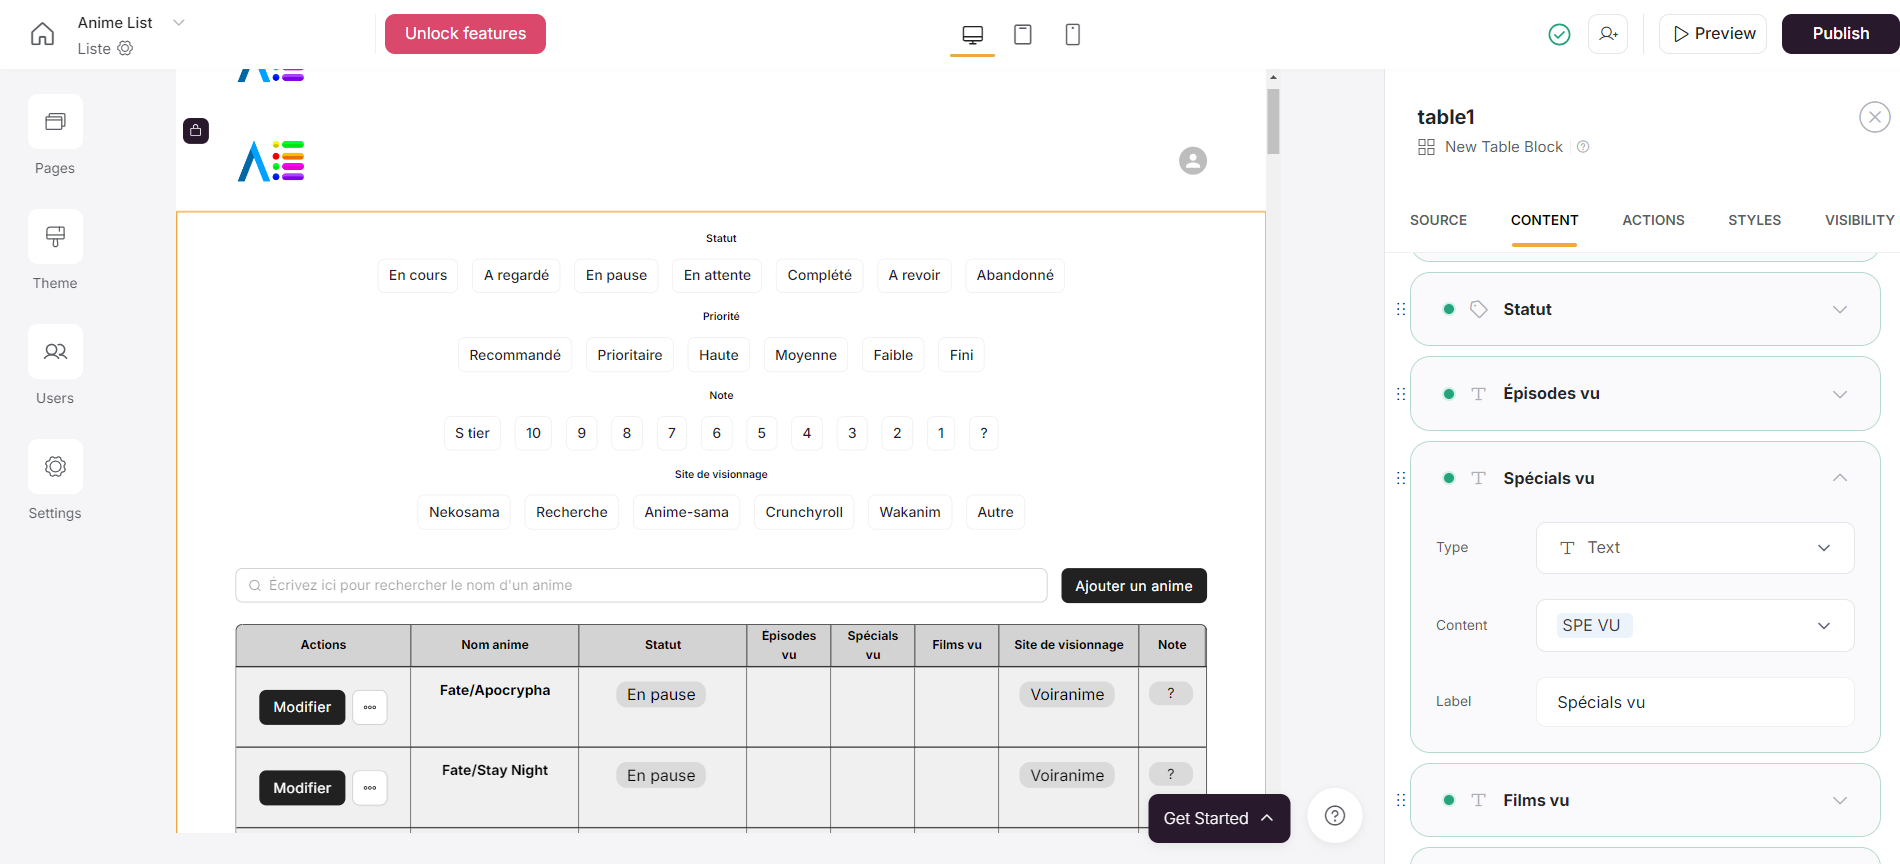 Anime List
Liste
Unlock features
Preview
Publish
Pages
Theme
Users
Settings
Statut
En cours
A regardé
En pause
En attente
Complété
A revoir
Abandonné
Priorité
Recommandé
Prioritaire
Haute
Moyenne
Faible
Fini
Note
S tier
10
9
8
7
6
5
4
3
2
1
?
Site de visionnage
Nekosama
Recherche
Anime-sama
Crunchyroll
Wakanim
Autre
Écrivez ici pour rechercher le nom d'un anime
Ajouter un anime
Actions
Nom anime
Statut
Épisodes
vu
Spécials
vu
Films vu
Site de visionnage
Note
Modifier
Fate/Apocrypha
En pause
Voiranime
?
Modifier
Fate/Stay Night
En pause
Voiranime
?
Get Started
table1
New Table Block
SOURCE
CONTENT
ACTIONS
STYLES
VISIBILITY
Statut
Épisodes vu
Spécials vu
Type
Text
Content
SPE VU
Label
Spécials vu
Films vu